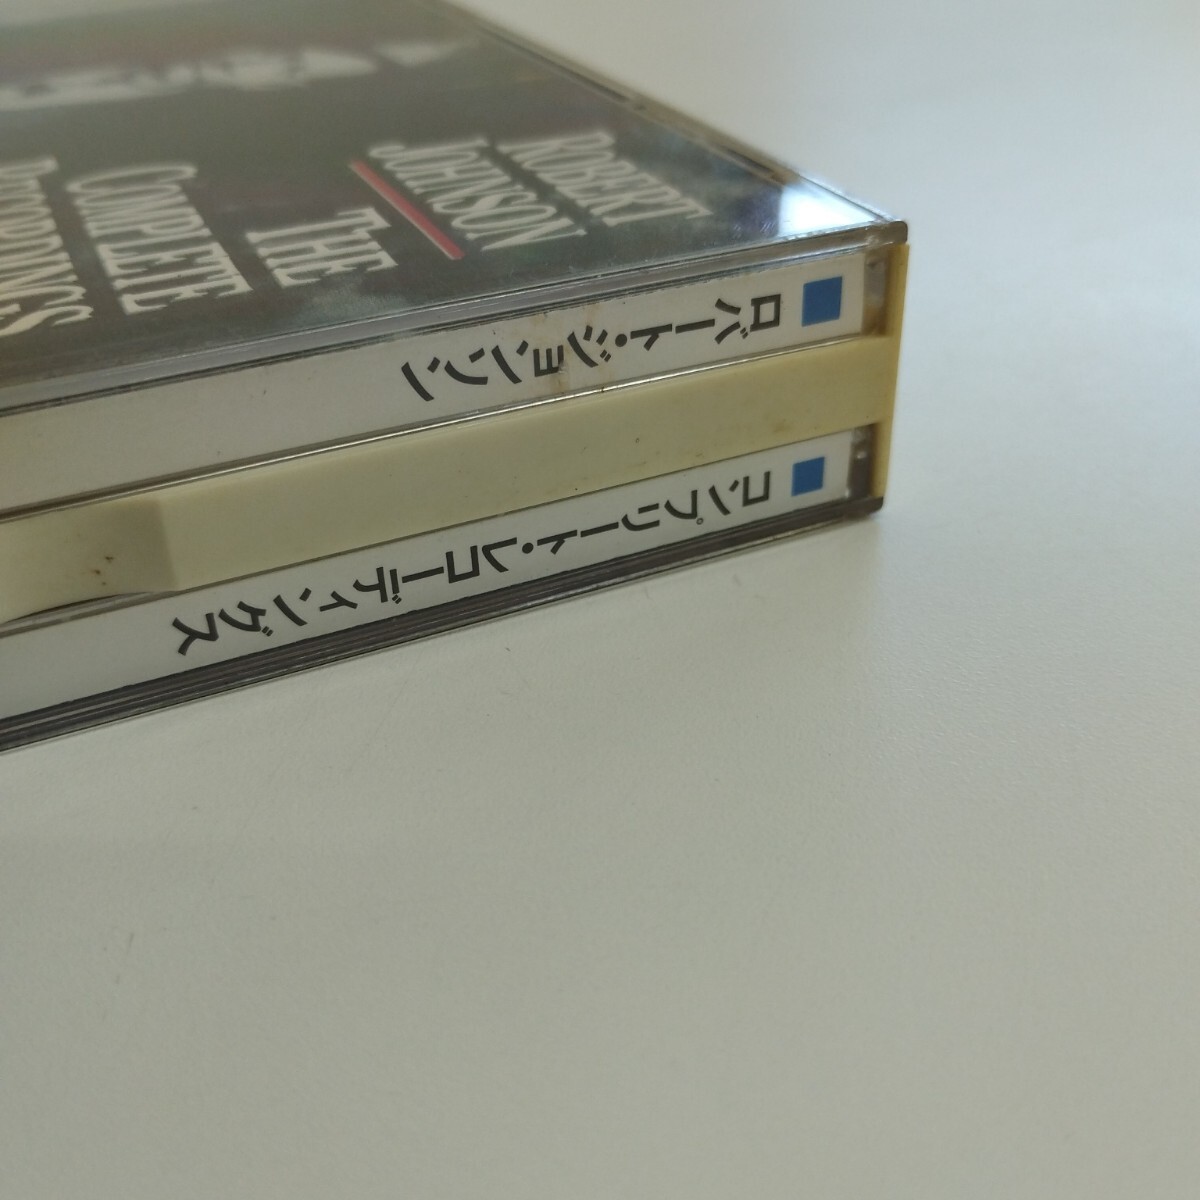 ROBERT
JOHNSON
THE
COMPLETE
RECORDINGS
■ロバート・ジョンソン
■コンプリート・レコーディングス